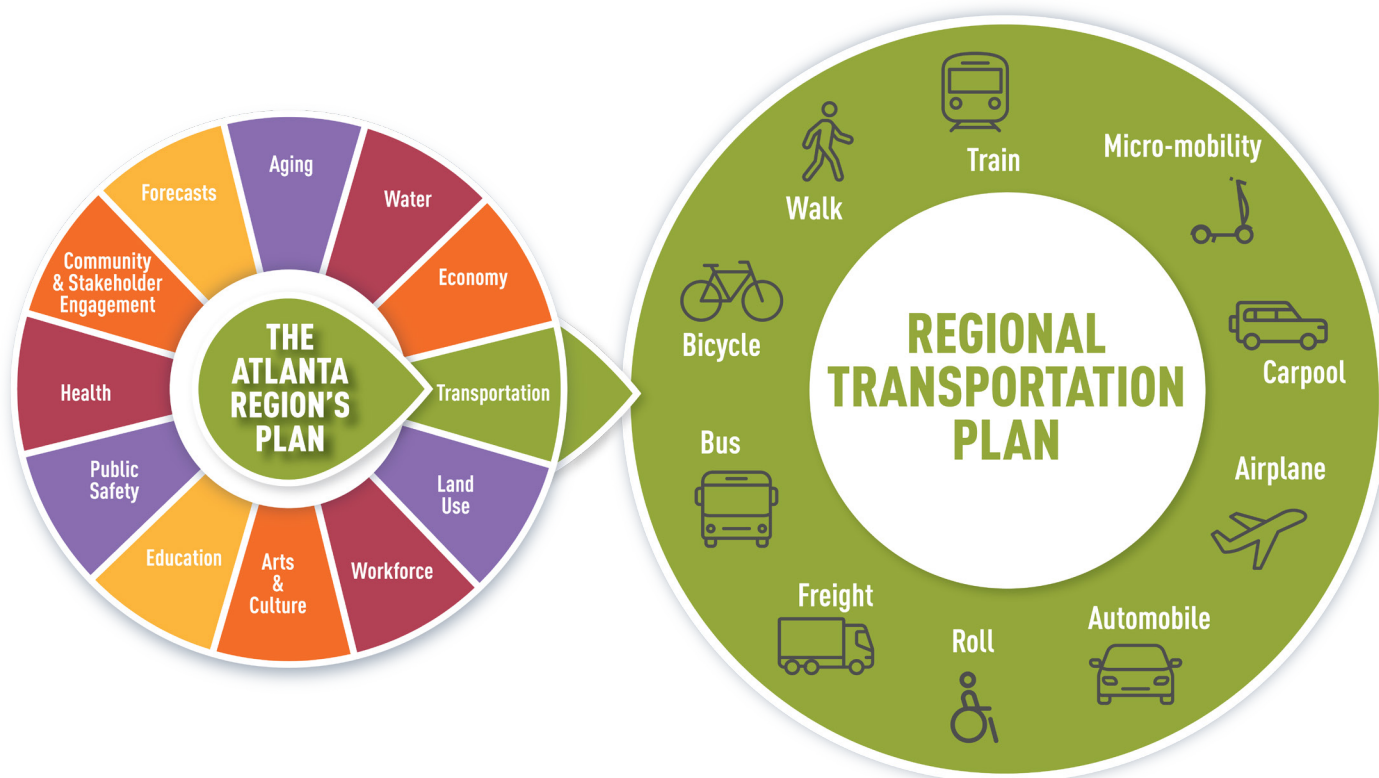 Aging
Water
Economy
Transportation
Land
Use
Workforce
Arts
&
Culture
Education
Public
Safety
Health
Community
& Stakeholder
Engagement
Forecasts
THE
ATLANTA
REGION'S
PLAN
Train
Micro-mobility
Carpool
Airplane
Automobile
Roll
Freight
Bus
Bicycle
Walk
REGIONAL
TRANSPORTATION
PLAN